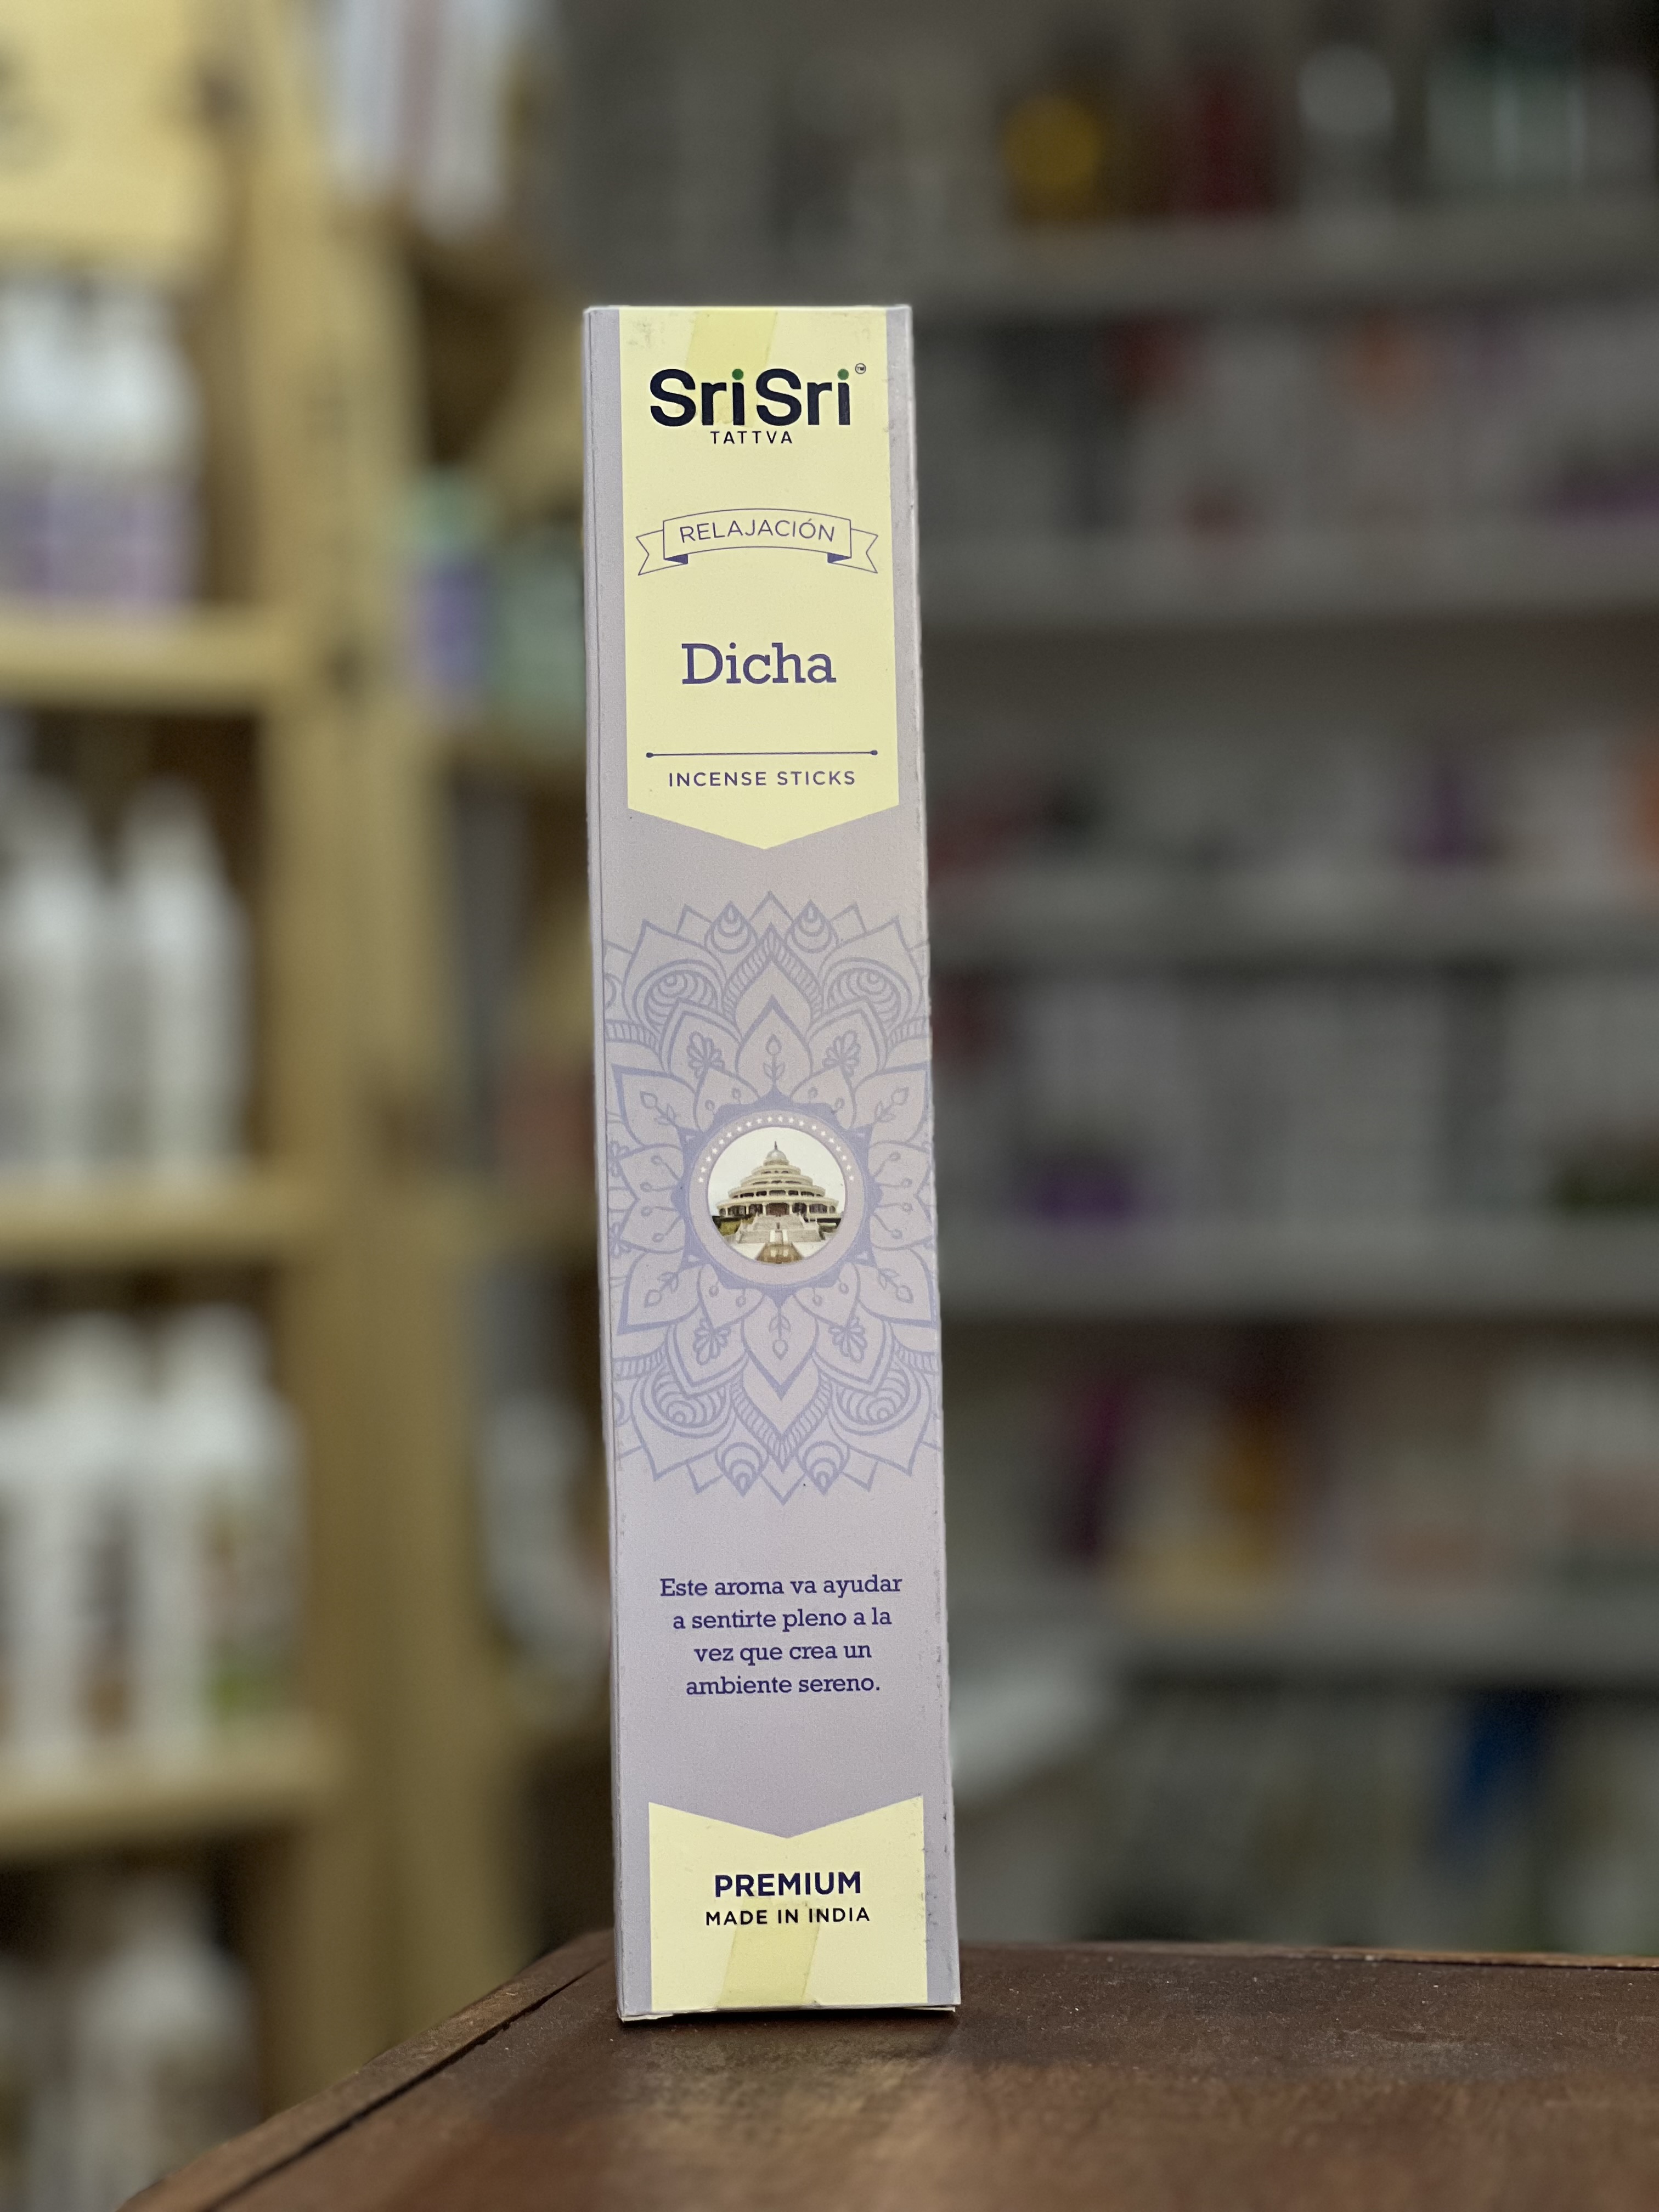 Sri Sri ™
TATTVA
RELAJACIÓN
Dicha
INCENSE STICKS
Este aroma va ayudar
a sentirte pleno a la
vez que crea un
ambiente sereno.
PREMIUM
MADE IN INDIA